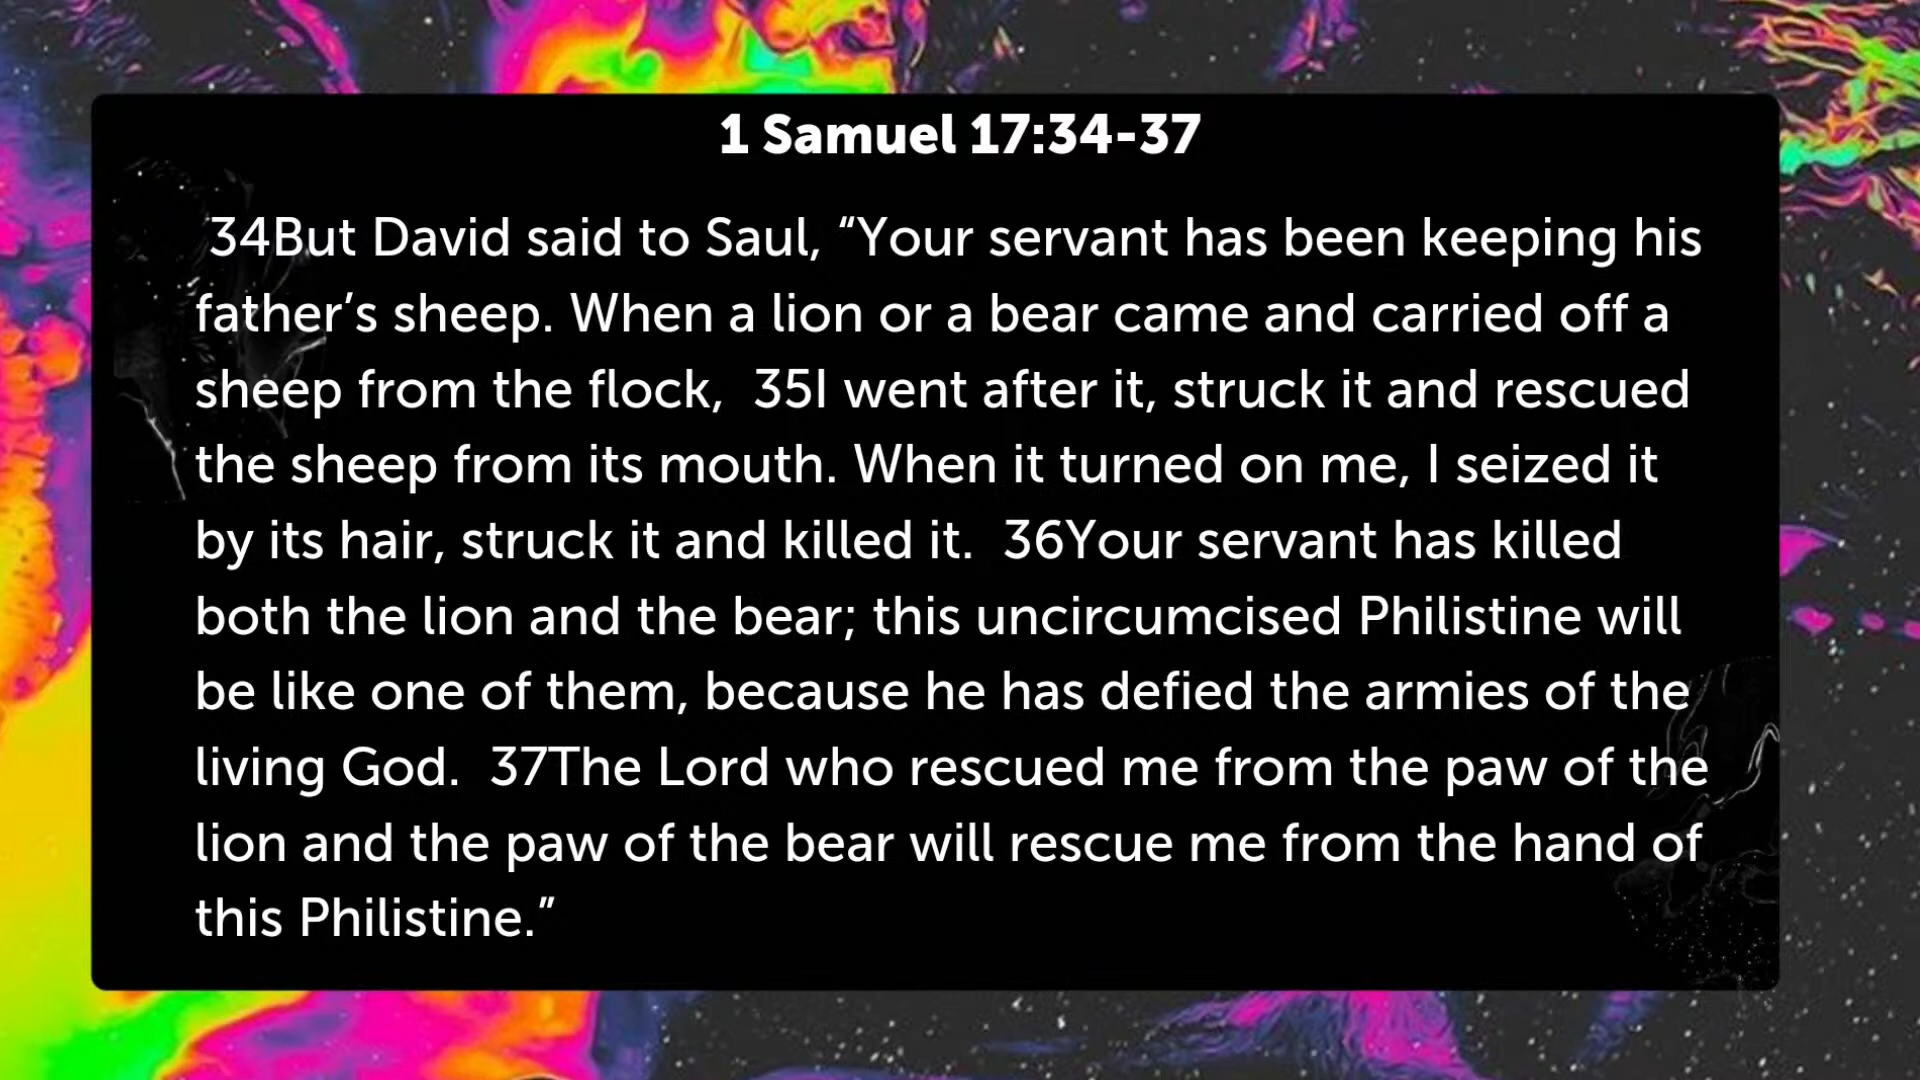 1 Samuel 17:34-37
34But David said to Saul, “Your servant has been keeping his
father’s sheep. When a lion or a bear came and carried off a
sheep from the flock,  35I went after it, struck it and rescued
the sheep from its mouth. When it turned on me, I seized it
by its hair, struck it and killed it.  36Your servant has killed
both the lion and the bear; this uncircumcised Philistine will
be like one of them, because he has defied the armies of the
living God.  37The Lord who rescued me from the paw of the
lion and the paw of the bear will rescue me from the hand of
this Philistine.”